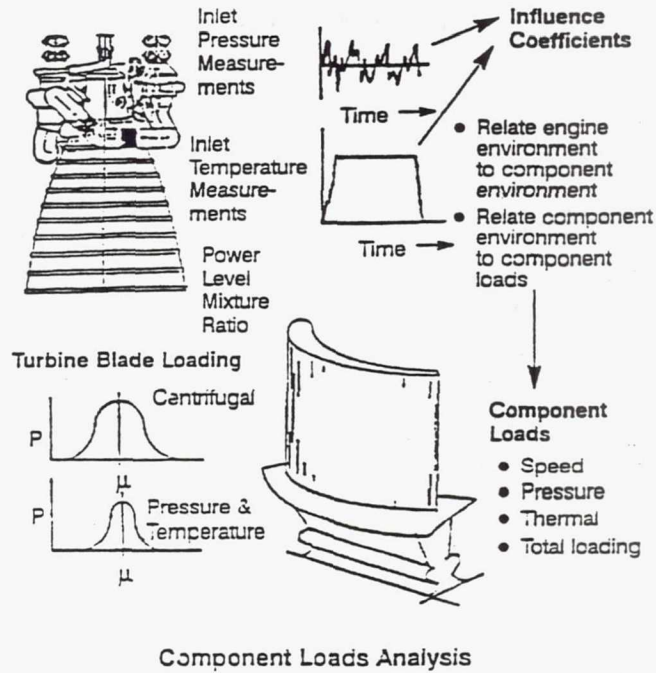 Inlet
Pressure
Measure-
ments
Inlet
Temperature
Measure-
ments
Power
Level
Mixture
Ratio
Time
Time
Influence
Coefficients
• Relate engine
environment
to component
environment
• Relate component
environment
to component
loads
Turbine Blade Loading
Centrifugal
P
μ
Pressure &
Temperature
P
μ
Component
Loads
• Speed
• Pressure
• Thermal
• Total loading
Component Loads Analysis